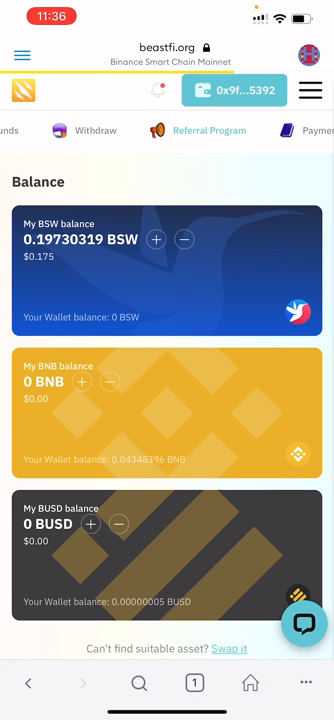 11:36
beastfi.org
Binance Smart Chain Mainnet
0x9f...5392
unds
Withdraw
Referral Program
Payme
Balance
My BSW balance
0.19730319 BSW
$0.175
Your Wallet balance: 0 BSW
My BNB balance
0 BNB
$0.00
Your Wallet balance: 0.04348396 BNB
My BUSD balance
0 BUSD
$0.00
Your Wallet balance: 0.00000005 BUSD
Can't find suitable asset? Swap it
1